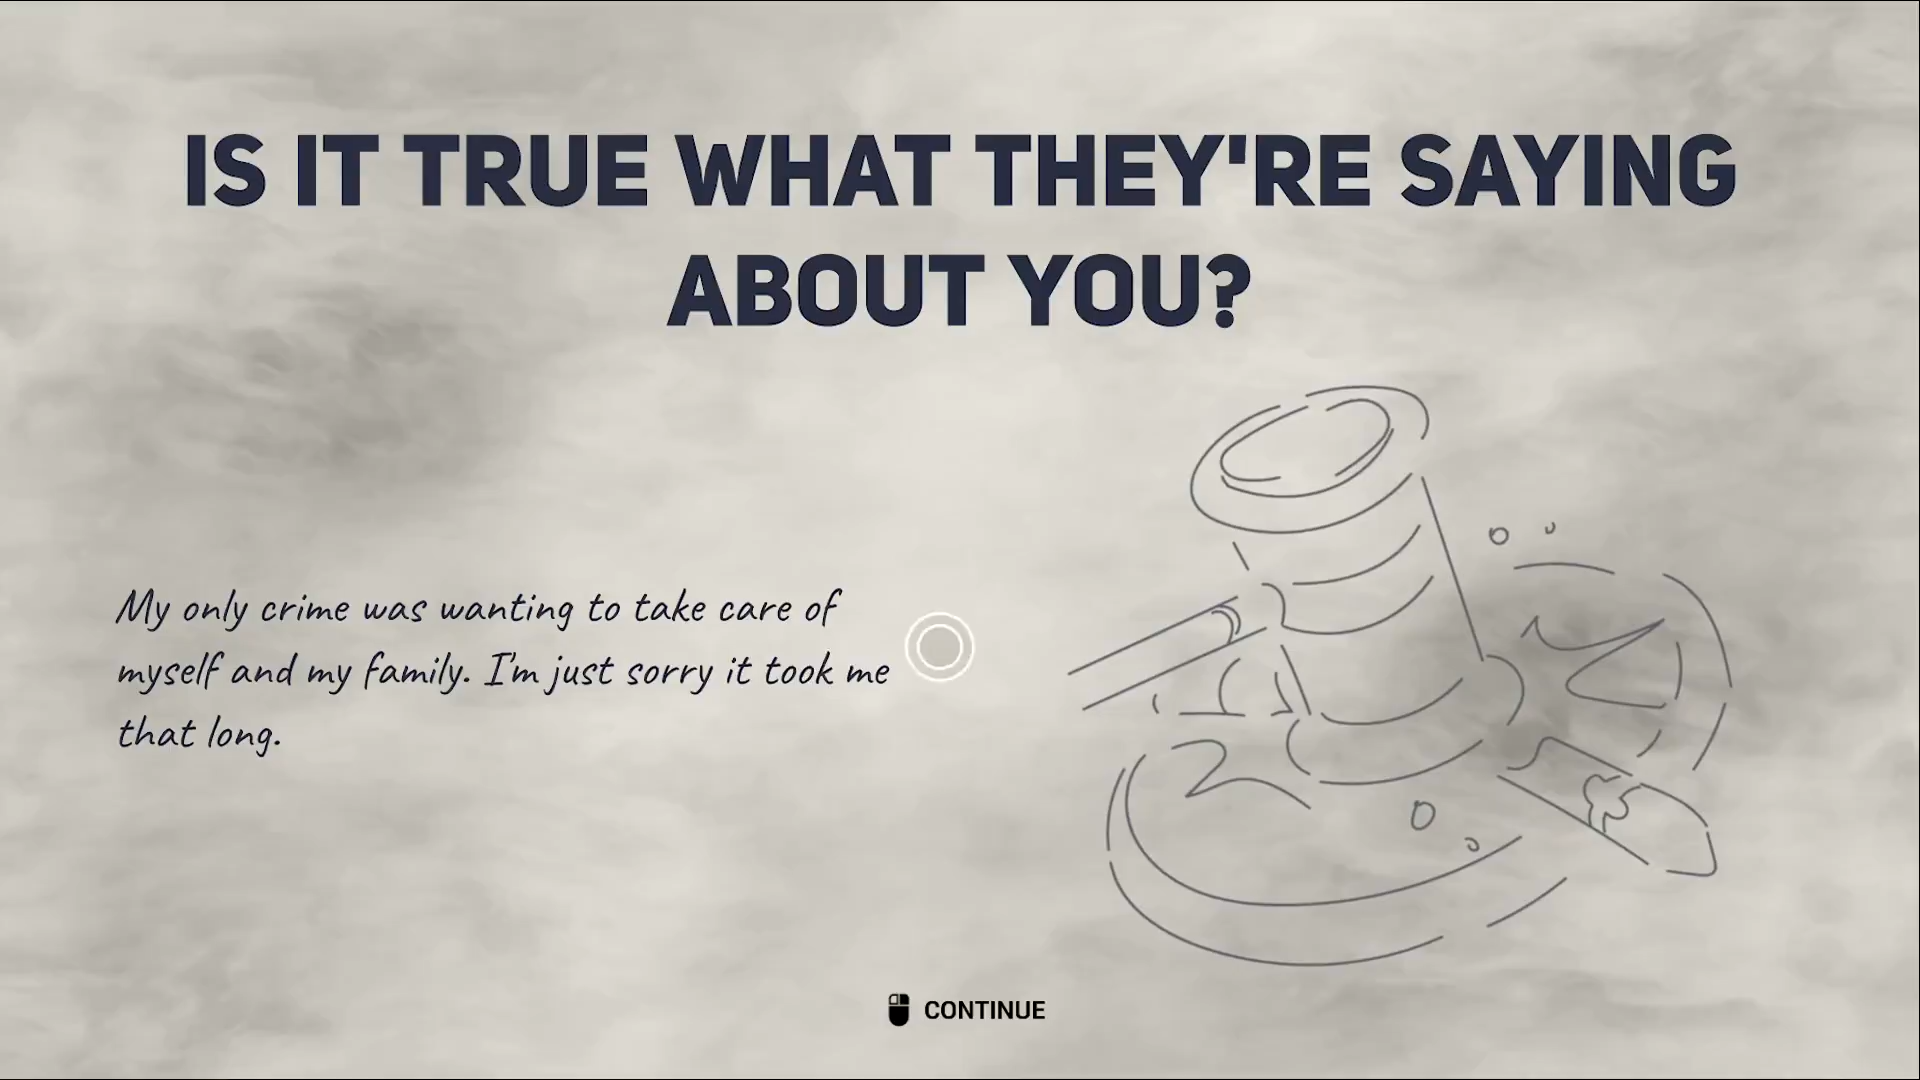 IS IT TRUE WHAT THEY'RE SAYING
ABOUT YOU?
My only crime was wanting to take care of
myself and my family. I'm just sorry it took me
that long.
CONTINUE